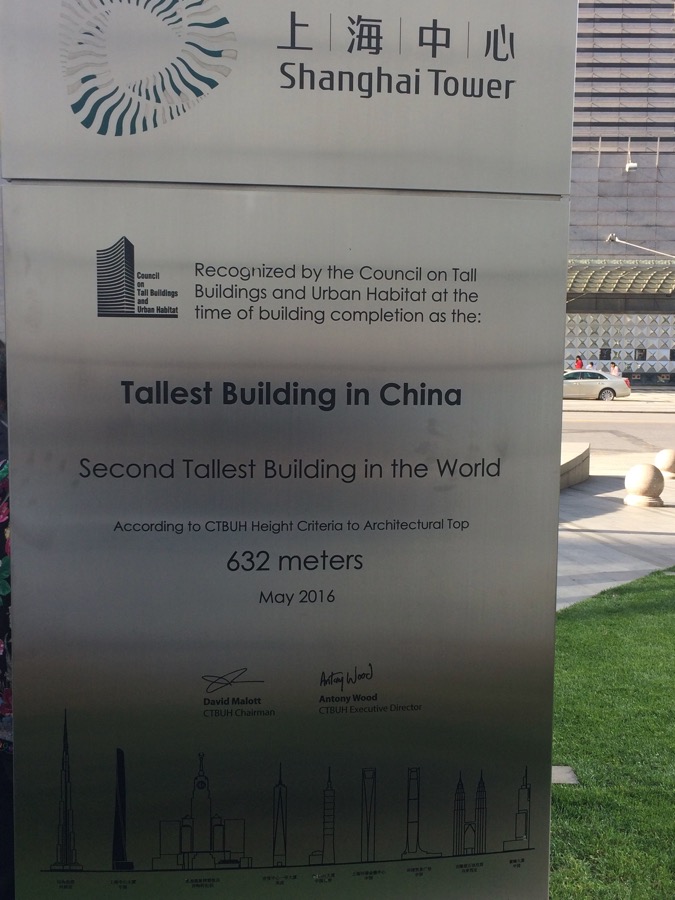 上海中心
Shanghai Tower
Council
on
Tall Buildings
and
Urban Habitat
Recognized by the Council on Tall
Buildings and Urban Habitat at the
time of building completion as the:
Tallest Building in China
Second Tallest Building in the World
According to CTBUH Height Criteria to Architectural Top
632 meters
May 2016
Antony Wood
David Malott
CTBUH Chairman
Antony Wood
CTBUH Executive Director